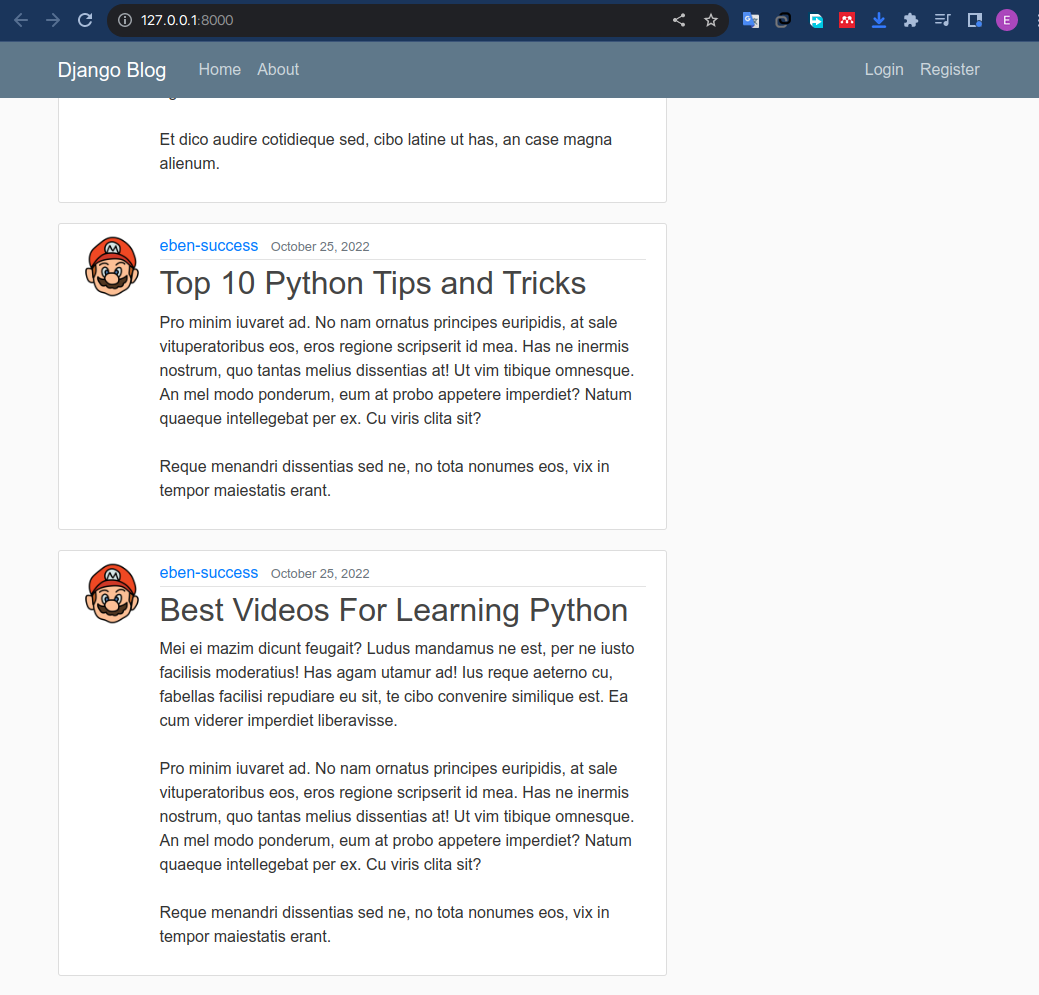 127.0.0.1:8000
E
Django Blog Home About Login Register
Et dico audire cotidieque sed, cibo latine ut has, an case magna
alienum.
eben-success October 25, 2022
Top 10 Python Tips and Tricks
Pro minim iuvaret ad. No nam ornatus principes euripidis, at sale
vituperatoribus eos, eros regione scripserit id mea. Has ne inermis
nostrum, quo tantas melius dissentias at! Ut vim tibique omnesque.
An mel modo ponderum, eum at probo appetere imperdiet? Natum
quaeque intellegebat per ex. Cu viris clita sit?
Reque menandri dissentias sed ne, no tota nonumes eos, vix in
tempor maiestatis erant.
eben-success October 25, 2022
Best Videos For Learning Python
Mei ei mazim dicunt feugait? Ludus mandamus ne est, per ne iusto
facilisis moderatius! Has agam utamur ad! Ius reque aeterno cu,
fabellas facilisi repudiare eu sit, te cibo convenire similique est. Ea
cum viderer imperdiet liberavisse.
Pro minim iuvaret ad. No nam ornatus principes euripidis, at sale
vituperatoribus eos, eros regione scripserit id mea. Has ne inermis
nostrum, quo tantas melius dissentias at! Ut vim tibique omnesque.
An mel modo ponderum, eum at probo appetere imperdiet? Natum
quaeque intellegebat per ex. Cu viris clita sit?
Reque menandri dissentias sed ne, no tota nonumes eos, vix in
tempor maiestatis erant.